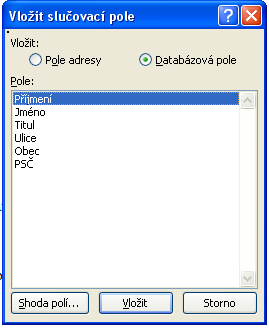 Vložit slučovací pole
Vložit:
Pole adresy
Databázová pole
Pole:
Příjmení
Jméno
Titul
Ulice
Obec
PSČ
Shoda polí...
Vložit
Storno